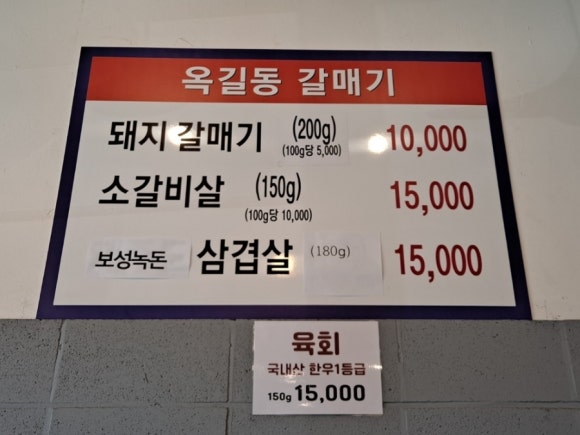 옥길동 갈매기
돼지갈매기 (200g) 10,000
(100g당 5,000)
소갈비살 (150g) 15,000
(100g당 10,000)
보성녹돈 삼겹살 (180g) 15,000
육회
국내산 한우1등급
150g 15,000